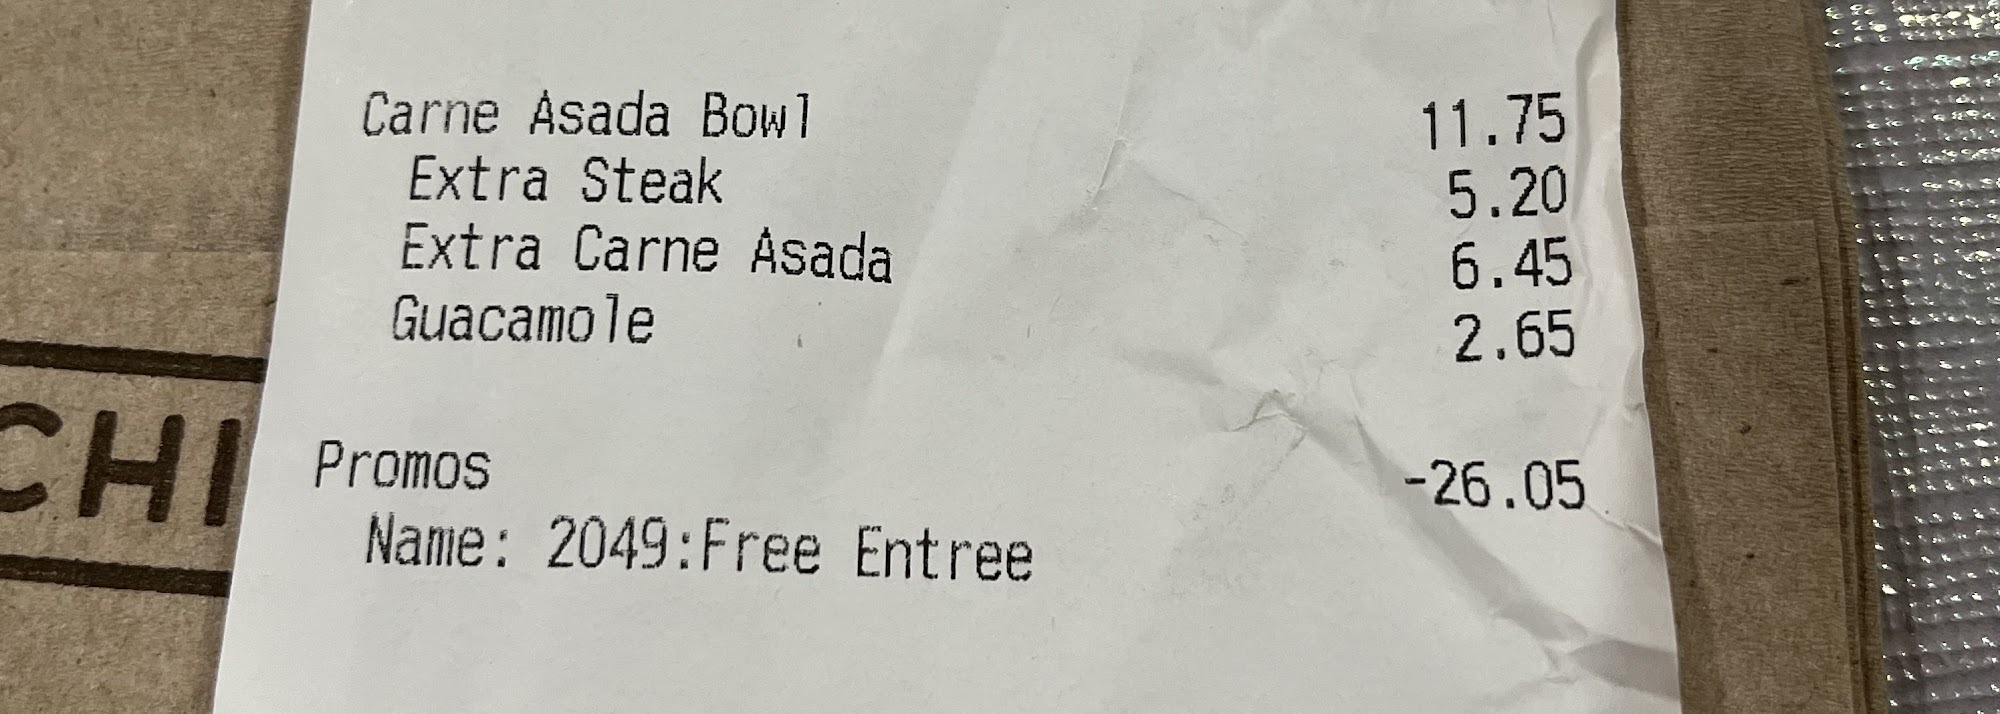 Carne Asada Bowl 11.75
Extra Steak 5.20
Extra Carne Asada 6.45
Guacamole 2.65
Promos -26.05
Name: 2049:Free Entree
CHI